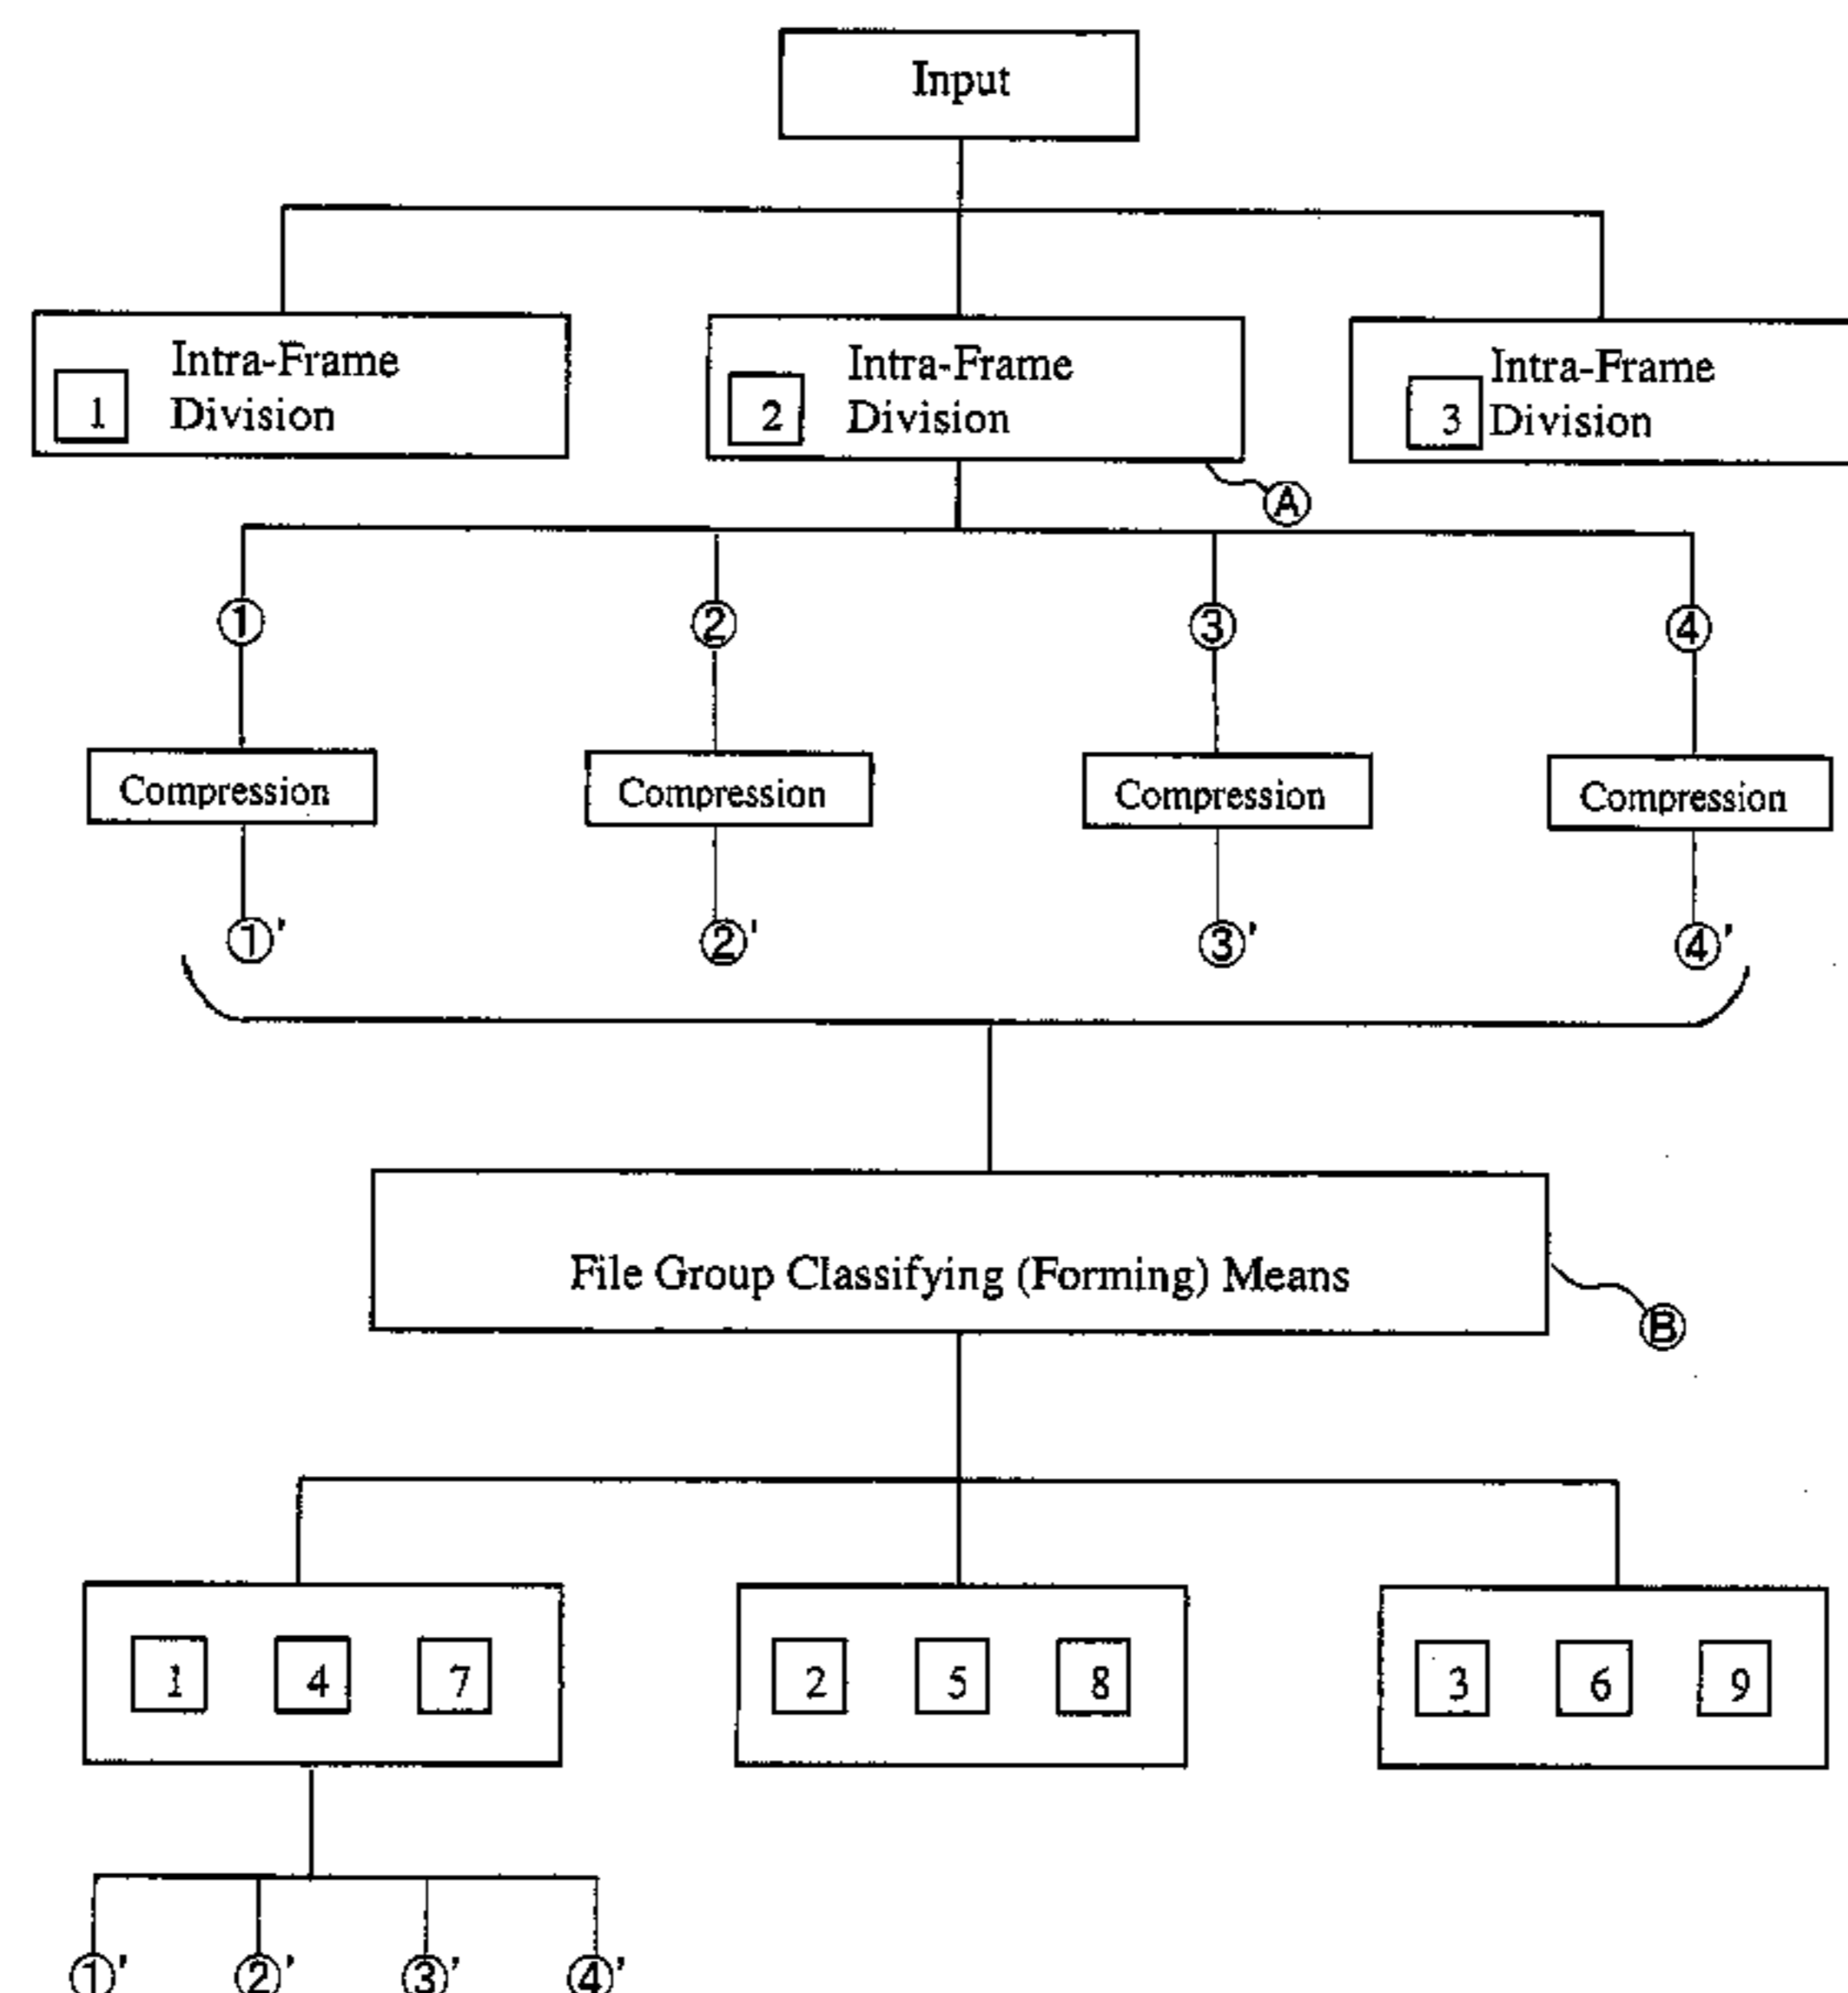 Input
Intra-Frame
Division
1
Intra-Frame
Division
2
Intra-Frame
Division
3
Ⓐ
① ② ③ ④
Compression Compression Compression Compression
①' ②' ③' ④'
File Group Classifying (Forming) Means
Ⓑ
1 4 7 2 5 8 3 6 9
①' ②' ③' ④'